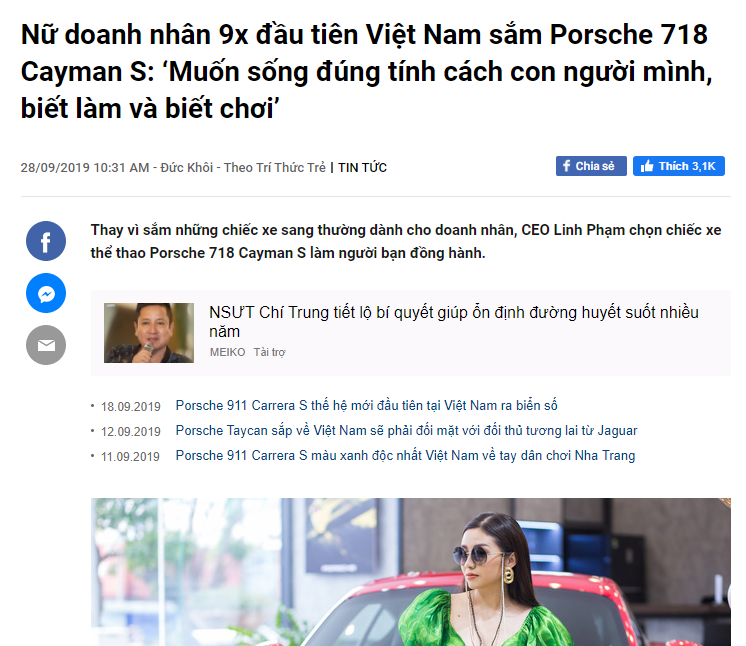 Nữ doanh nhân 9x đầu tiên Việt Nam sắm Porsche 718
Cayman S: ‘Muốn sống đúng tính cách con người mình,
biết làm và biết chơi’
28/09/2019 10:31 AM - Đức Khôi - Theo Trí Thức Trẻ | TIN TỨC
Chia sẻ
Thích 3,1K
Thay vì sắm những chiếc xe sang thường dành cho doanh nhân, CEO Linh Phạm chọn chiếc xe
thể thao Porsche 718 Cayman S làm người bạn đồng hành.
NSƯT Chí Trung tiết lộ bí quyết giúp ổn định đường huyết suốt nhiều
năm
MEIKO Tài trợ
• 18.09.2019 Porsche 911 Carrera S thế hệ mới đầu tiên tại Việt Nam ra biển số
• 12.09.2019 Porsche Taycan sắp về Việt Nam sẽ phải đối mặt với đối thủ tương lai từ Jaguar
• 11.09.2019 Porsche 911 Carrera S màu xanh độc nhất Việt Nam về tay dân chơi Nha Trang